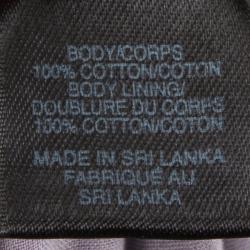 BODY/CORPS
100% COTTON/COTON
BODY LINING/
DOUBLURE DU CORPS
100% COTTON/COTON
MADE IN SRI LANKA
FABRIQUÉ AU
SRI LANKA